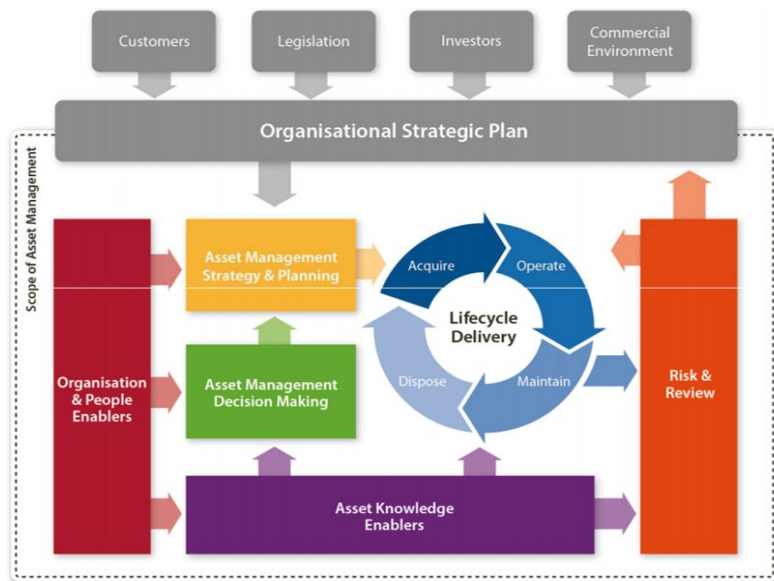 Customers
Legislation
Investors
Commercial
Environment
Organisational Strategic Plan
Scope of Asset Management
Asset Management
Strategy & Planning
Acquire
Operate
Lifecycle
Delivery
Organisation
& People
Enablers
Asset Management
Decision Making
Dispose
Maintain
Risk &
Review
Asset Knowledge
Enablers